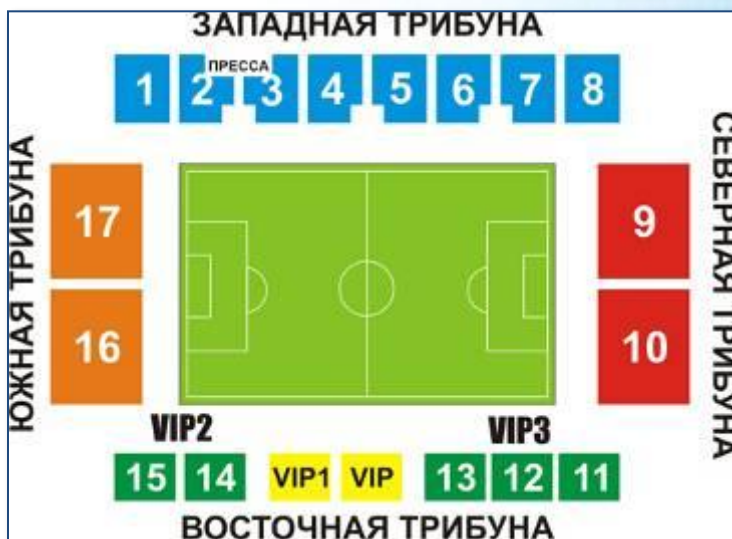 ЗАПАДНАЯ ТРИБУНА
ПРЕССА
1 2 3 4 5 6 7 8
ЮЖНАЯ ТРИБУНА
17
16
9
10
СЕВЕРНАЯ ТРИБУНА
VIP2
VIP3
15 14 VIP1 VIP 13 12 11
ВОСТОЧНАЯ ТРИБУНА